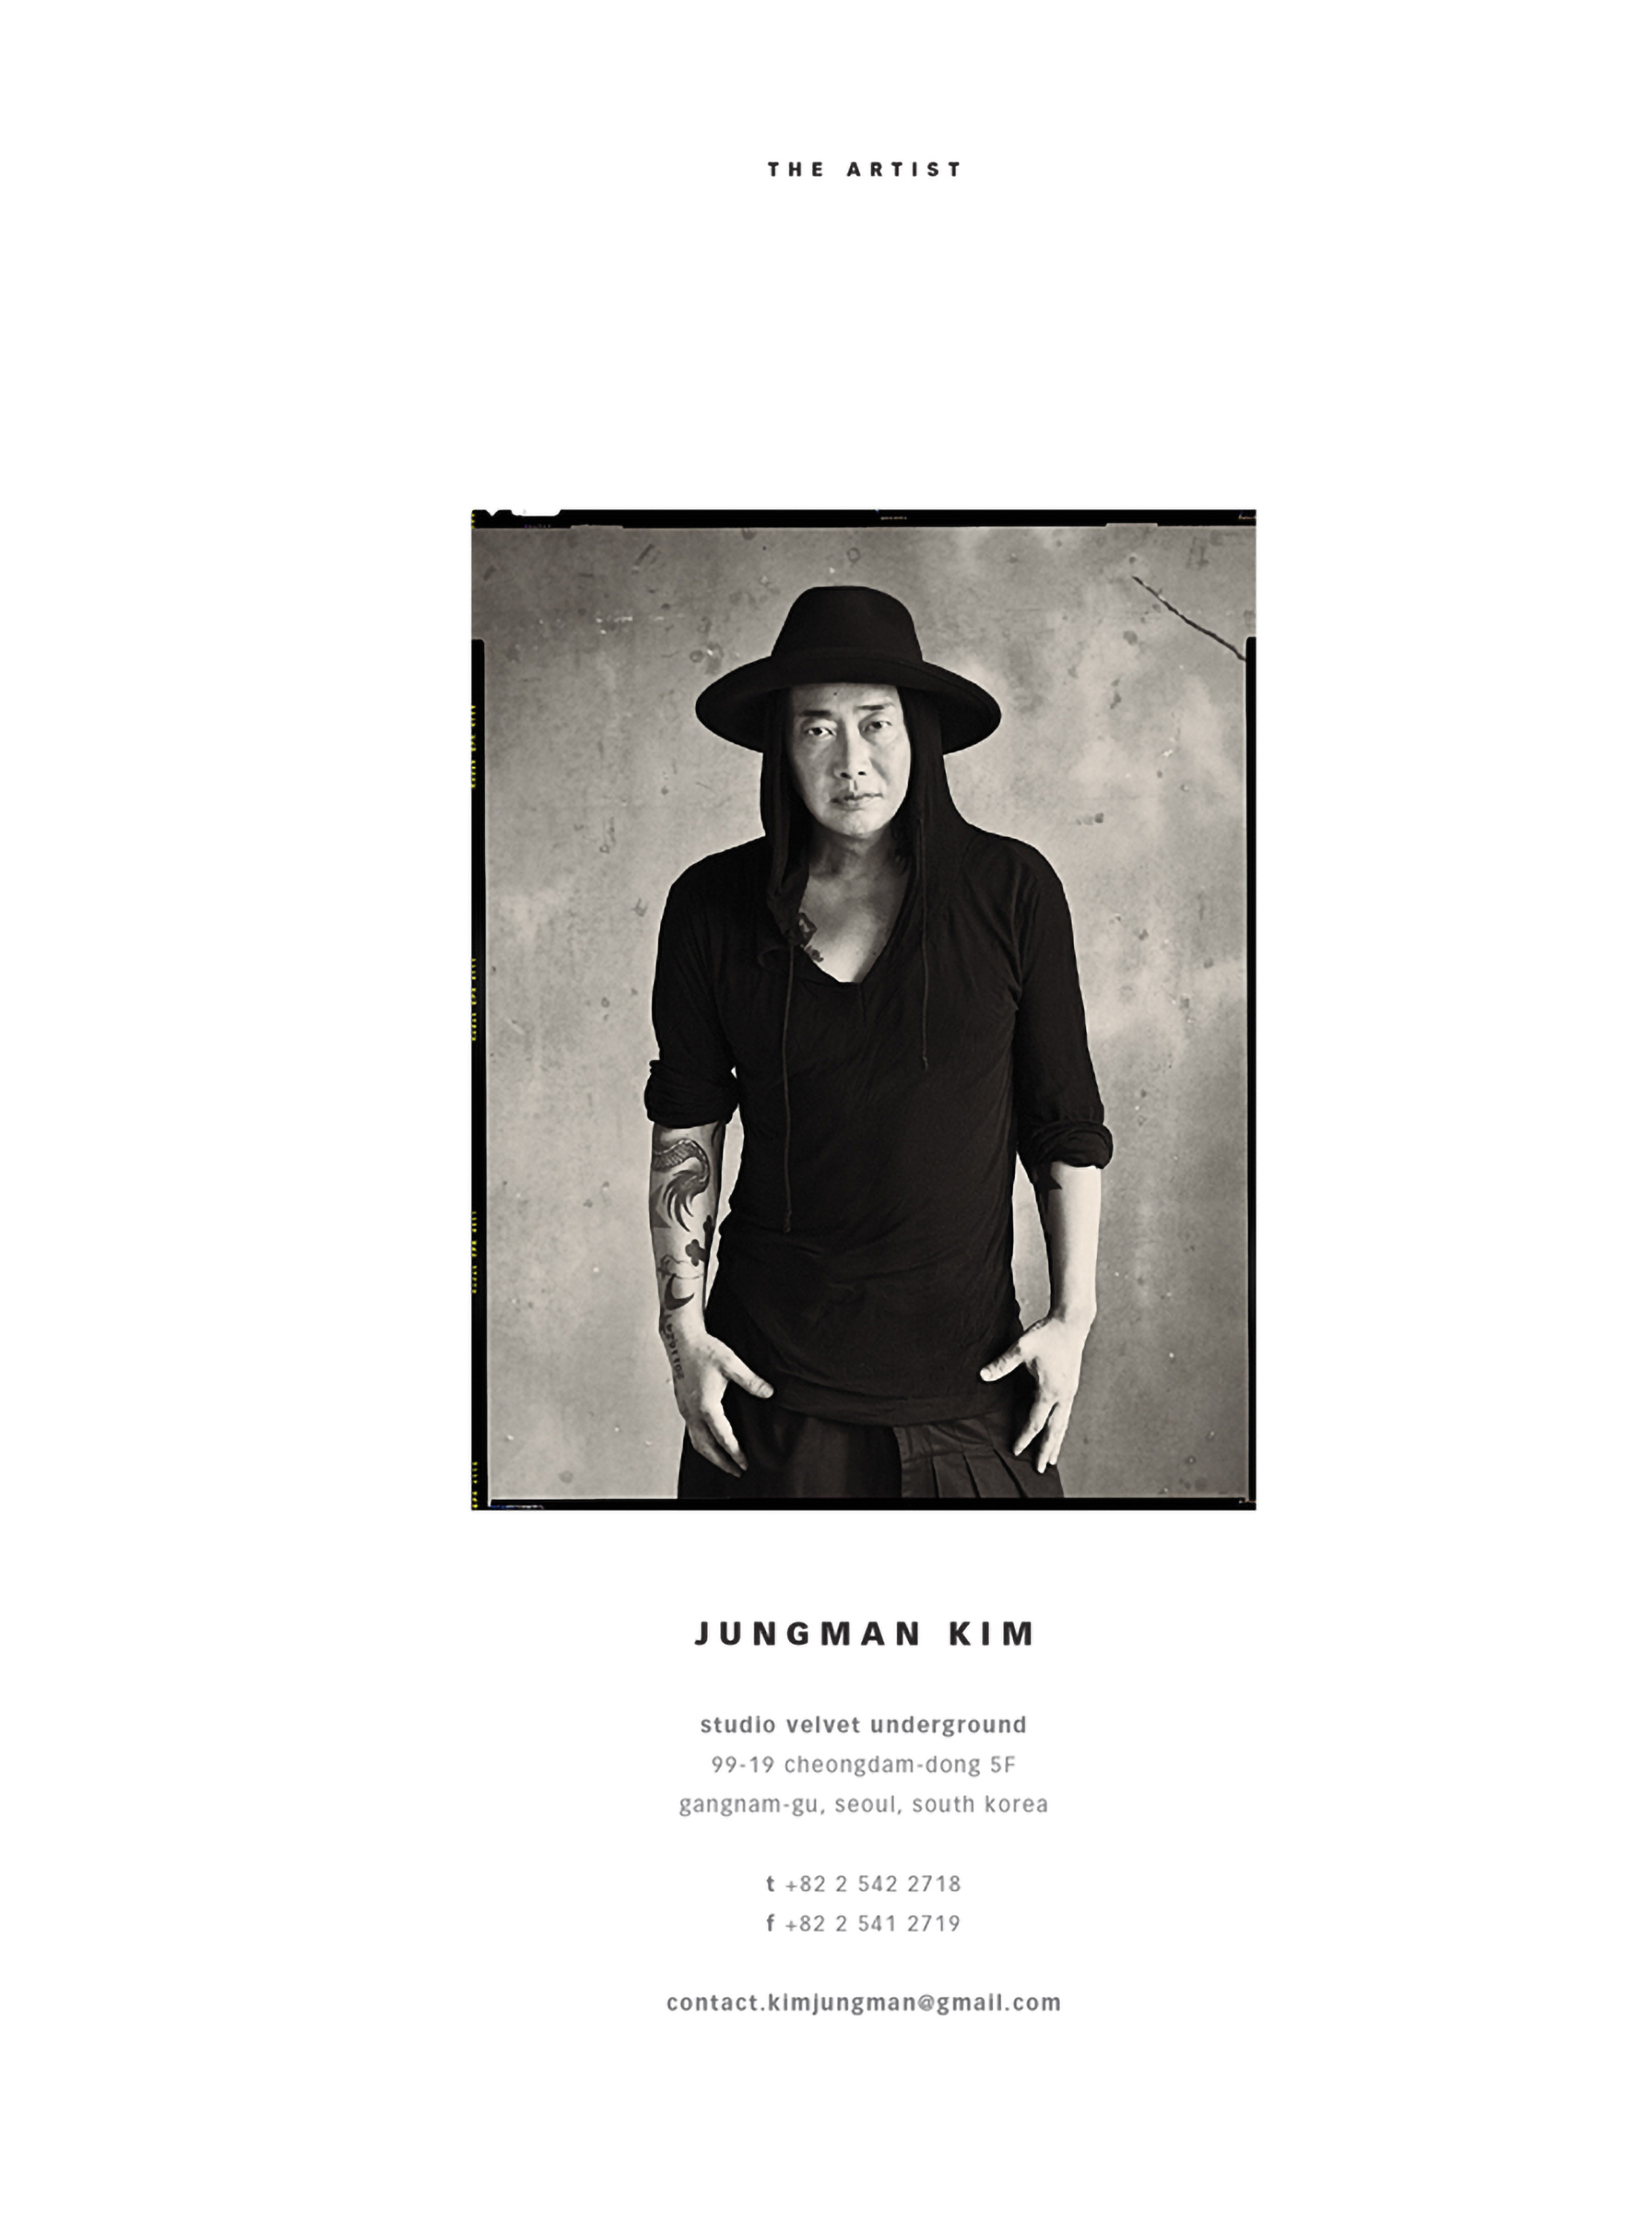 THE ARTIST
JUNGMAN KIM
studio velvet underground
99-19 cheongdam-dong 5F
gangnam-gu, seoul, south korea
t +82 2 542 2718
f +82 2 541 2719
contact.kimjungman@gmail.com